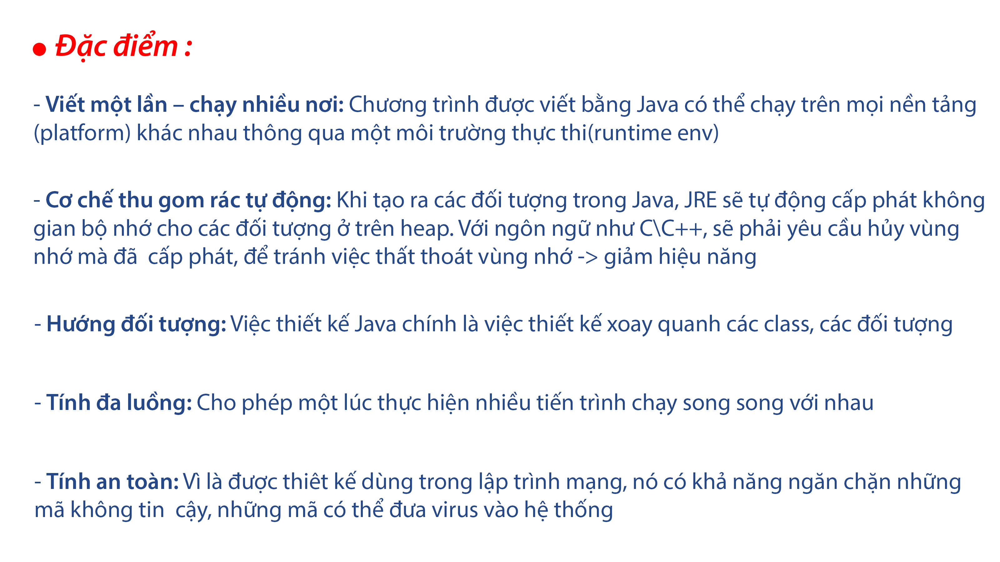 • Đặc điểm :
- Viết một lần – chạy nhiều nơi: Chương trình được viết bằng Java có thể chạy trên mọi nền tảng
(platform) khác nhau thông qua một môi trường thực thi(runtime env)
- Cơ chế thu gom rác tự động: Khi tạo ra các đối tượng trong Java, JRE sẽ tự động cấp phát không
gian bộ nhớ cho các đối tượng ở trên heap. Với ngôn ngữ như C\C++, sẽ phải yêu cầu hủy vùng
nhớ mà đã  cấp phát, để tránh việc thất thoát vùng nhớ -> giảm hiệu năng
- Hướng đối tượng: Việc thiết kế Java chính là việc thiết kế xoay quanh các class, các đối tượng
- Tính đa luồng: Cho phép một lúc thực hiện nhiều tiến trình chạy song song với nhau
- Tính an toàn: Vì là được thiêt kế dùng trong lập trình mạng, nó có khả năng ngăn chặn những
mã không tin  cậy, những mã có thể đưa virus vào hệ thống